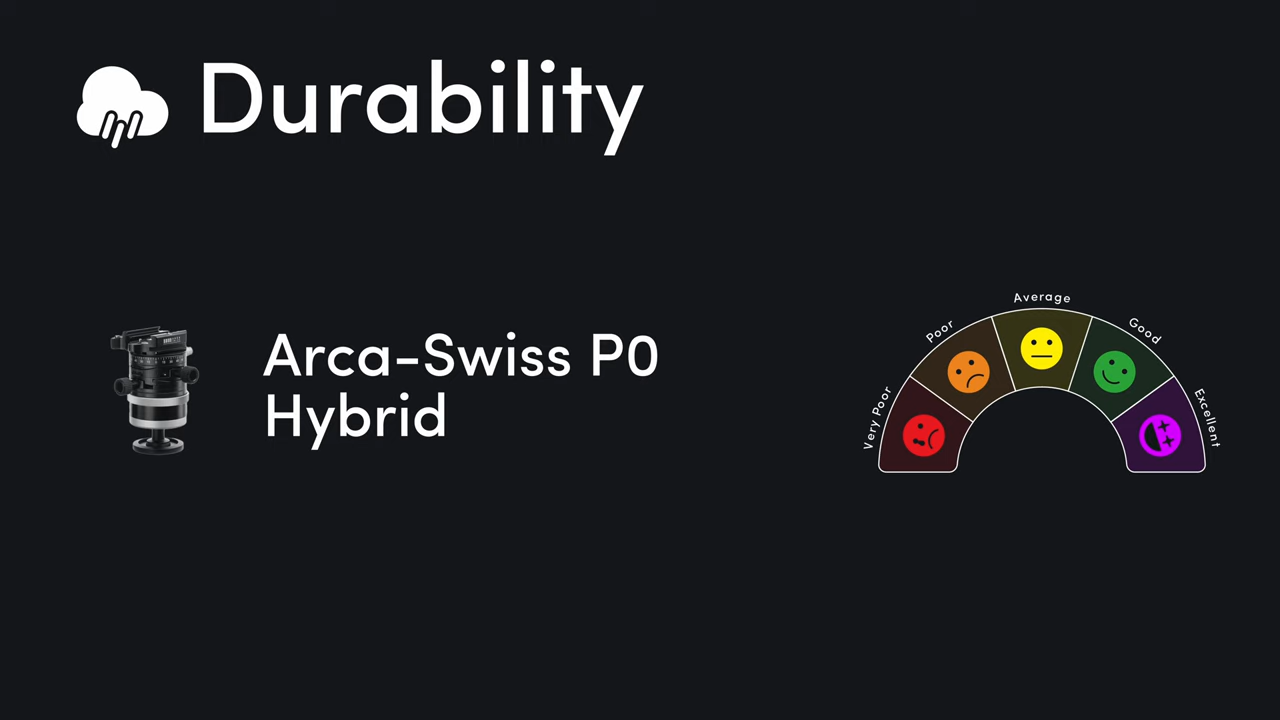 Durability
Arca-Swiss P0
Hybrid
Very Poor
Poor
Average
Good
Excellent